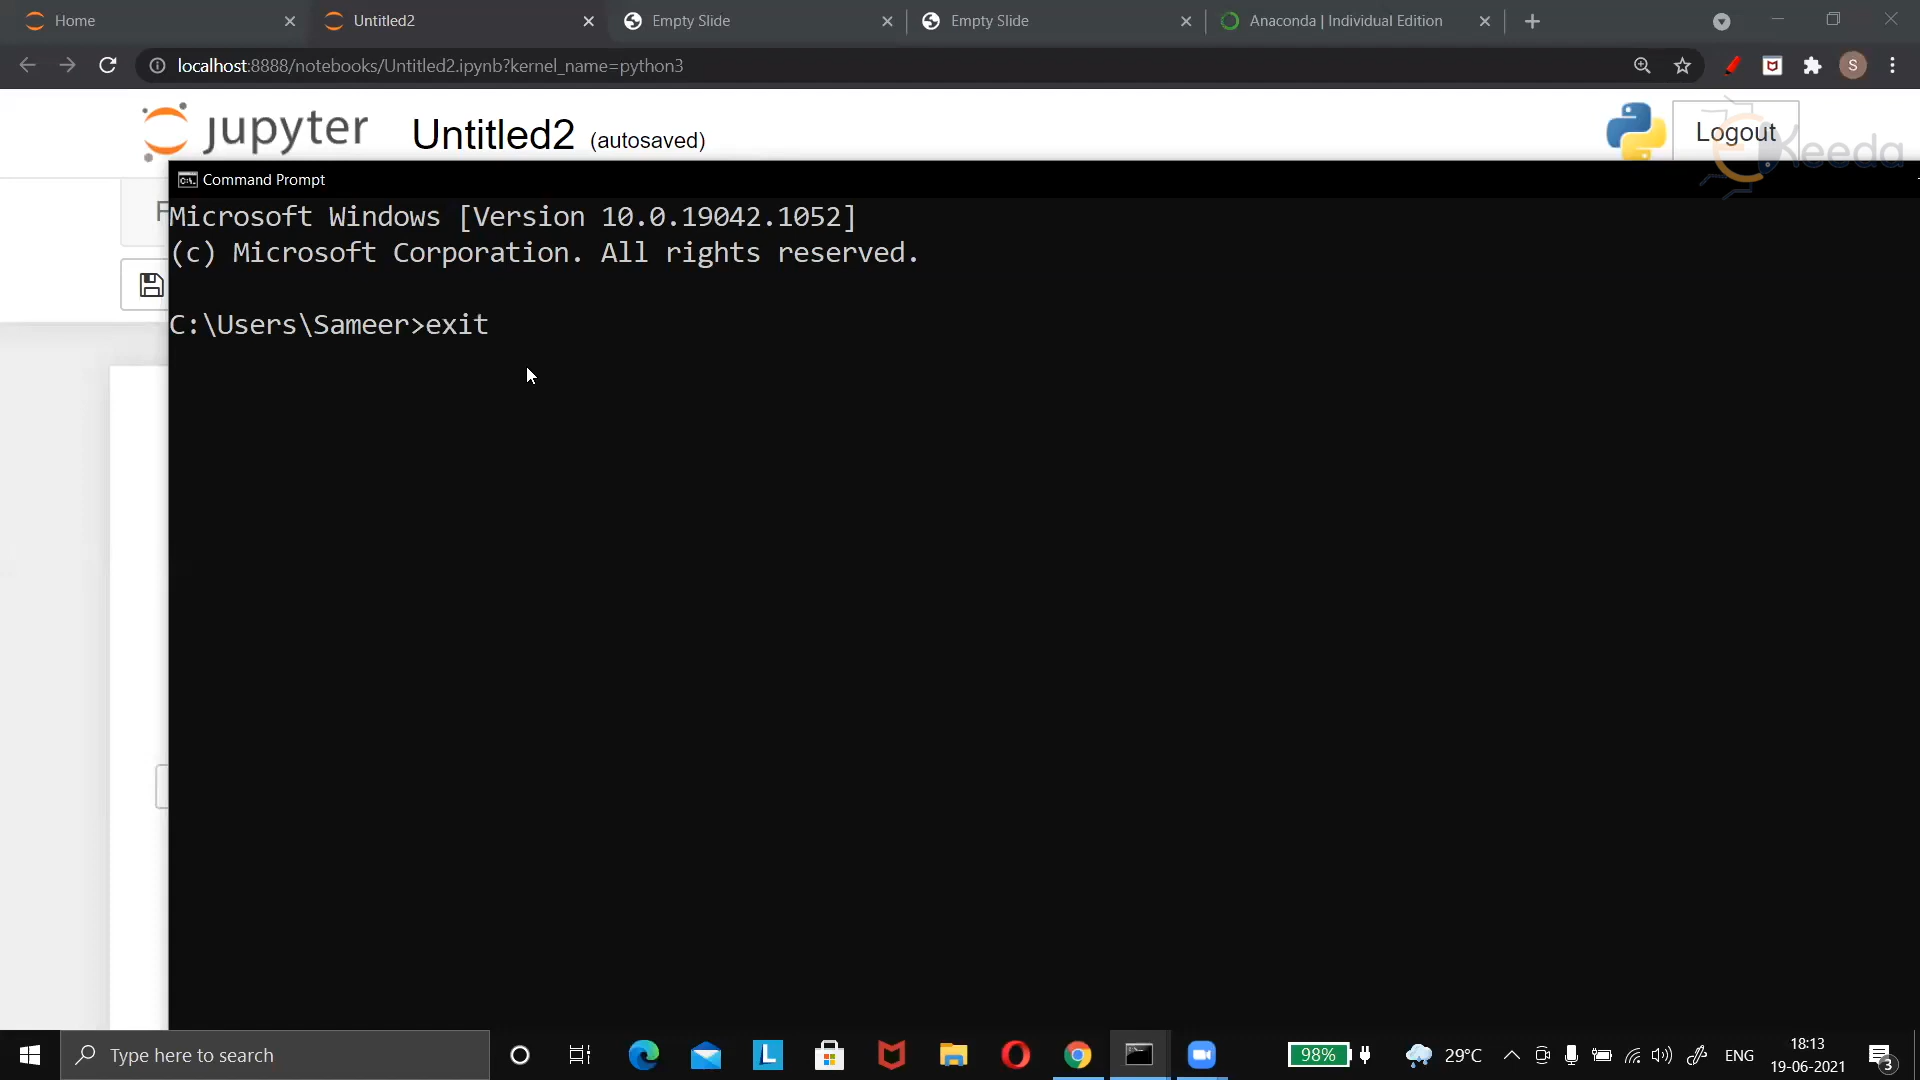 Home
Untitled2
Empty Slide
Empty Slide
Anaconda | Individual Edition
localhost:8888/notebooks/Untitled2.ipynb?kernel_name=python3
S
jupyter
Untitled2 (autosaved)
Logout
Keeda
Command Prompt
F
Microsoft Windows [Version 10.0.19042.1052]
(c) Microsoft Corporation. All rights reserved.
C:\Users\Sameer>exit
Type here to search
L
98%
29°C
ENG
18:13
19-06-2021
3